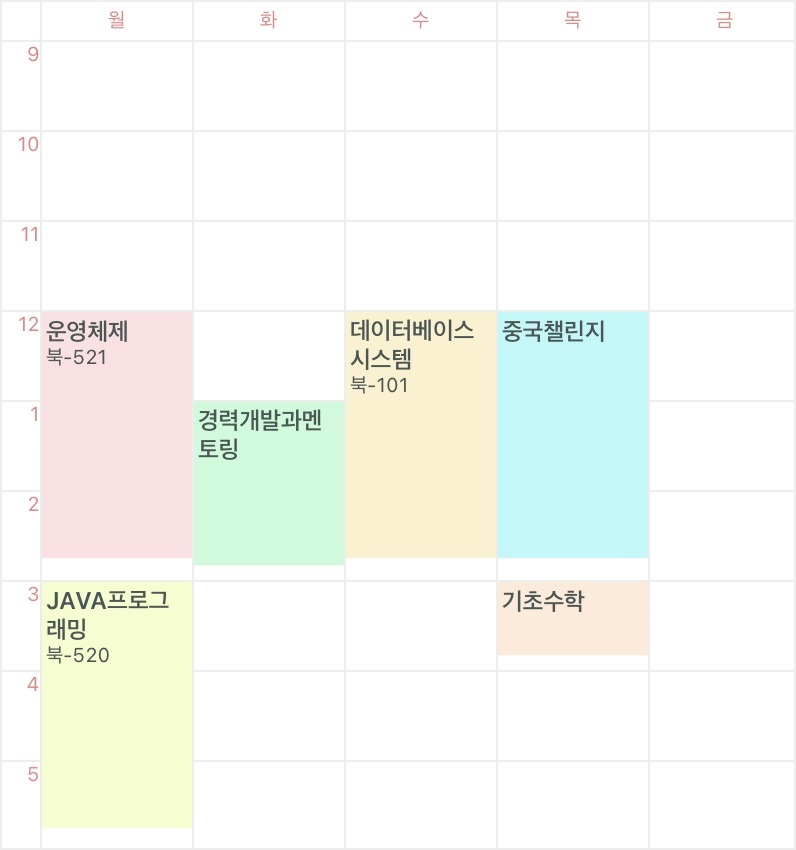 월 화 수 목 금
9
10
11
12
운영체제
북-521
데이터베이스
시스템
북-101
중국챌린지
1
경력개발과멘
토링
2
3
JAVA프로그
래밍
북-520
기초수학
4
5